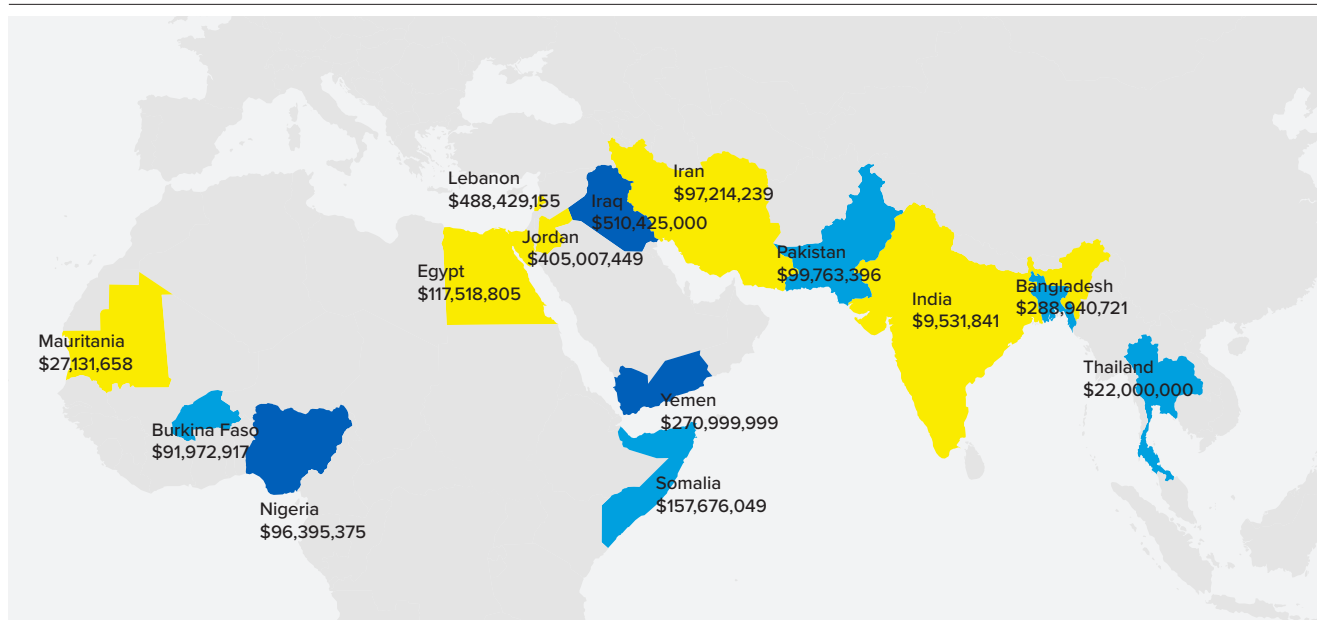 Lebanon
$488,429,155
Iraq
$510,425,000
Iran
$97,214,239
Jordan
$405,007,449
Egypt
$117,518,805
Pakistan
$99,763,396
India
$9,531,841
Bangladesh
$288,940,721
Mauritania
$27,131,658
Thailand
$22,000,000
Burkina Faso
$91,972,917
Yemen
$270,999,999
Nigeria
$96,395,375
Somalia
$157,676,049